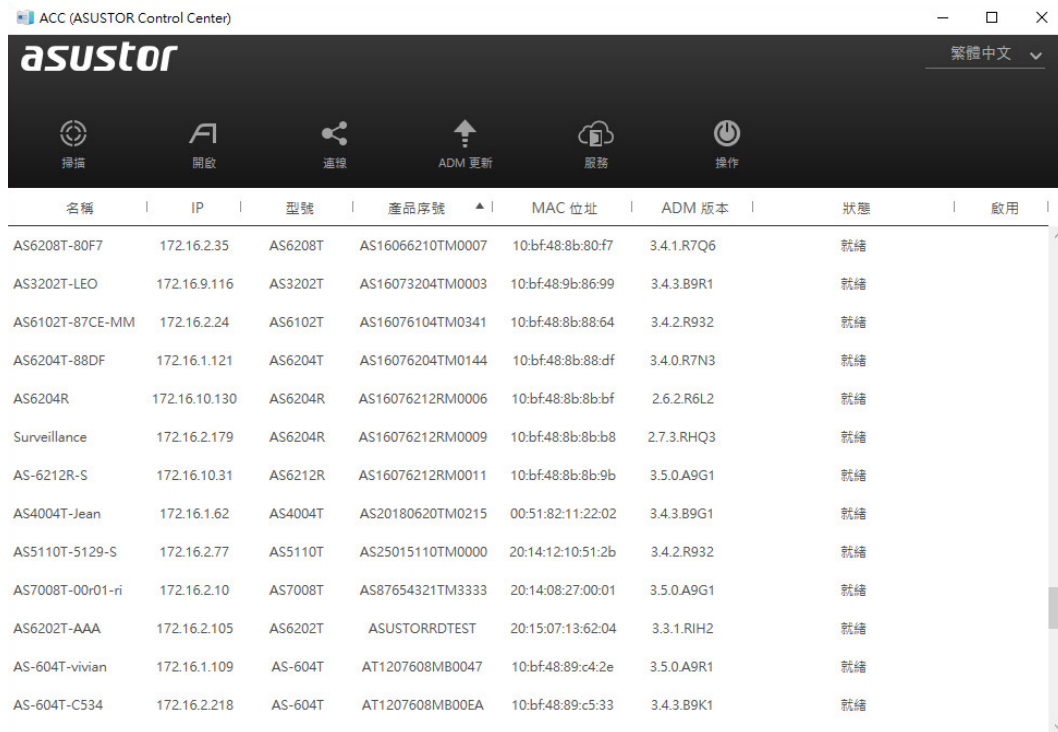 ACC (ASUSTOR Control Center)
asustor
繁體中文
掃描 開啟 連線 ADM 更新 服務 操作
名稱 IP 型號 產品序號 MAC 位址 ADM 版本 狀態 啟用
AS6208T-80F7 172.16.2.35 AS6208T AS16066210TM0007 10:bf:48:8b:80:f7 3.4.1.R7Q6 就緒
AS3202T-LEO 172.16.9.116 AS3202T AS16073204TM0003 10:bf:48:9b:86:99 3.4.3.B9R1 就緒
AS6102T-87CE-MM 172.16.2.24 AS6102T AS16076104TM0341 10:bf:48:8b:88:64 3.4.2.R932 就緒
AS6204T-88DF 172.16.1.121 AS6204T AS16076204TM0144 10:bf:48:8b:88:df 3.4.0.R7N3 就緒
AS6204R 172.16.10.130 AS6204R AS16076212RM0006 10:bf:48:8b:8b:bf 2.6.2.R6L2 就緒
Surveillance 172.16.2.179 AS6204R AS16076212RM0009 10:bf:48:8b:8b:b8 2.7.3.RHQ3 就緒
AS-6212R-S 172.16.10.31 AS6212R AS16076212RM0011 10:bf:48:8b:8b:9b 3.5.0.A9G1 就緒
AS4004T-Jean 172.16.1.62 AS4004T AS20180620TM0215 00:51:82:11:22:02 3.4.3.B9G1 就緒
AS5110T-5129-S 172.16.2.77 AS5110T AS25015110TM0000 20:14:12:10:51:2b 3.4.2.R932 就緒
AS7008T-00r01-ri 172.16.2.10 AS7008T AS87654321TM3333 20:14:08:27:00:01 3.5.0.A9G1 就緒
AS6202T-AAA 172.16.2.105 AS6202T ASUSTORRDTEST 20:15:07:13:62:04 3.3.1.RIH2 就緒
AS-604T-vivian 172.16.1.109 AS-604T AT1207608MB0047 10:bf:48:89:c4:2e 3.5.0.A9R1 就緒
AS-604T-C534 172.16.2.218 AS-604T AT1207608MB00EA 10:bf:48:89:c5:33 3.4.3.B9K1 就緒